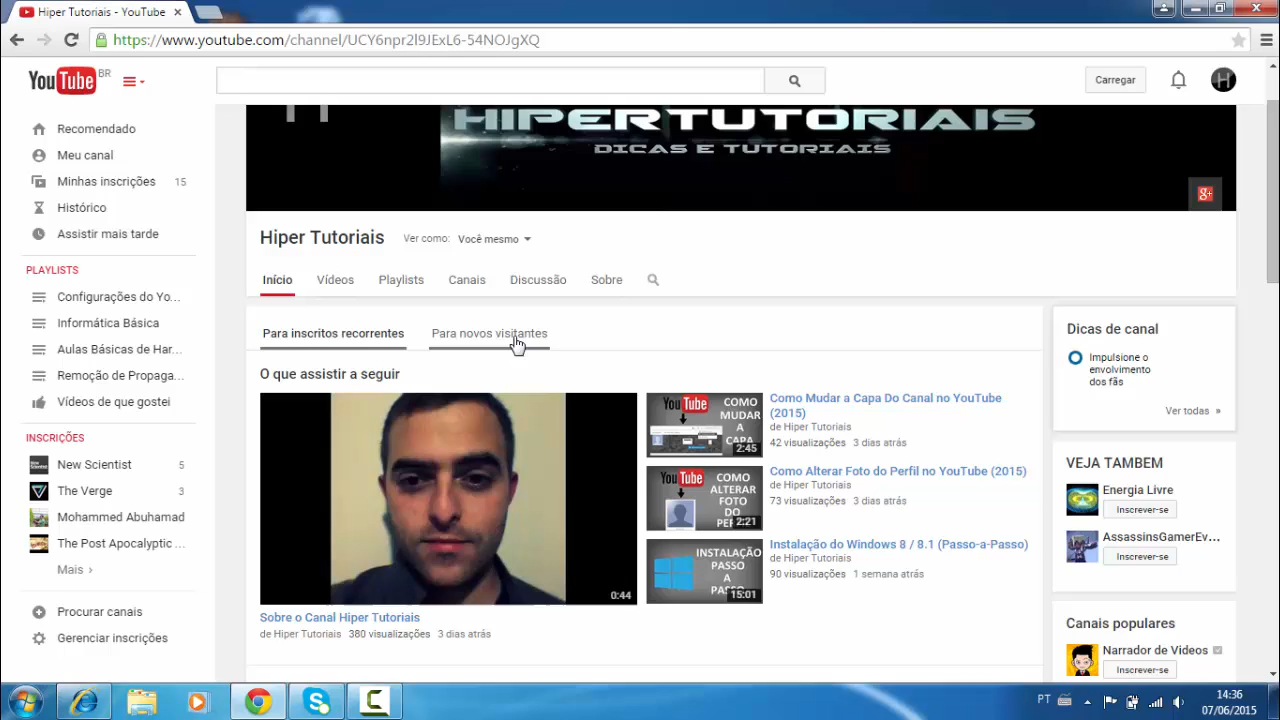 Hiper Tutoriais - YouTube
https://www.youtube.com/channel/UCY6npr2l9JExL6-54NOJgXQ
YouTube BR
Carregar
H
Recomendado
Meu canal
Minhas inscrições 15
Histórico
Assistir mais tarde
PLAYLISTS
Configurações do Yo...
Informática Básica
Aulas Básicas de Har...
Remoção de Propaga...
Vídeos de que gostei
INSCRIÇÕES
New Scientist 5
The Verge 3
Mohammed Abuhamad
The Post Apocalyptic ...
Mais ›
Procurar canais
Gerenciar inscrições
HIPERTUTORIAIS
DICAS E TUTORIAIS
g+
Hiper Tutoriais Ver como: Você mesmo
Início Vídeos Playlists Canais Discussão Sobre
Para inscritos recorrentes Para novos visitantes
O que assistir a seguir
0:44
Sobre o Canal Hiper Tutoriais
de Hiper Tutoriais 380 visualizações 3 dias atrás
YouTube
COMO
MUDAR
A
CAPA
2:45
Como Mudar a Capa Do Canal no YouTube
(2015)
de Hiper Tutoriais
42 visualizações 3 dias atrás
YouTube
COMO
ALTERAR
FOTO
DO
2:21
Como Alterar Foto do Perfil no YouTube (2015)
de Hiper Tutoriais
73 visualizações 3 dias atrás
INSTALAÇÃO
PASSO
A
15:01
Instalação do Windows 8 / 8.1 (Passo-a-Passo)
de Hiper Tutoriais
90 visualizações 1 semana atrás
Dicas de canal
Impulsione o
envolvimento
dos fãs
Ver todas »
VEJA TAMBEM
Energia Livre
Inscrever-se
AssassinsGamerEv...
Inscrever-se
Canais populares
Narrador de Videos
Inscrever-se
PT
14:36
07/06/2015